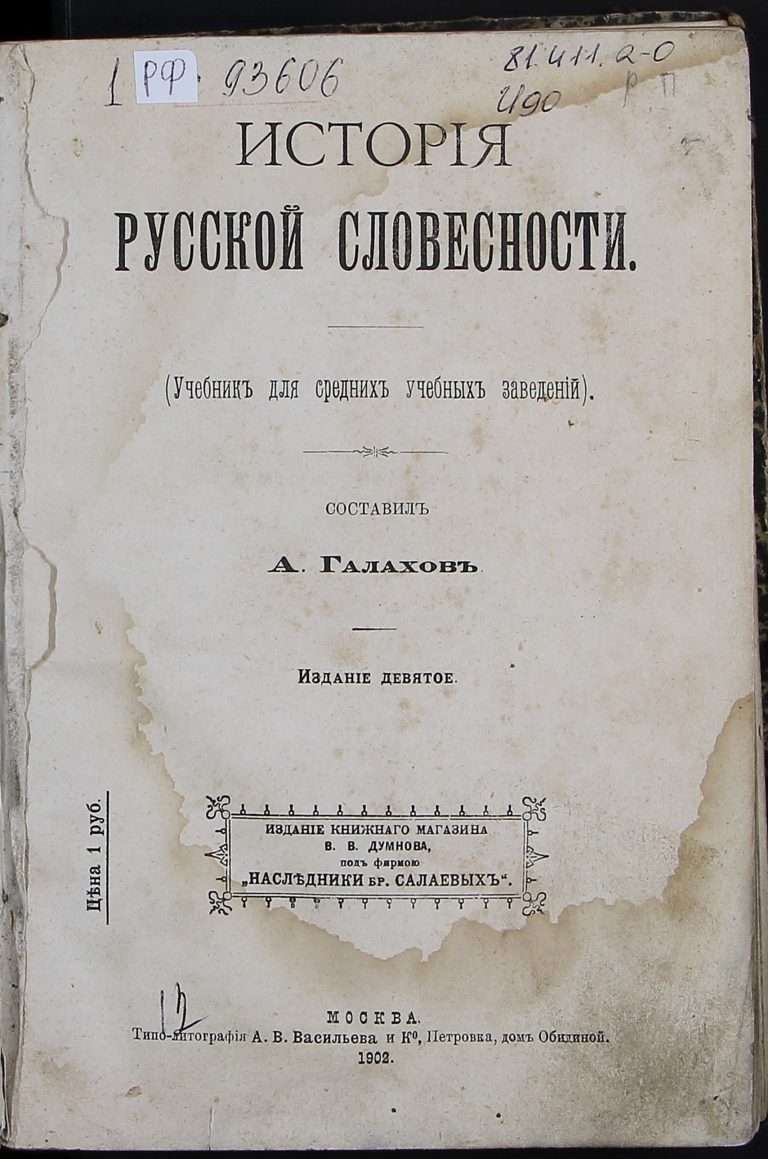 1 РФ. 93606
81.411.2-0
И90
Р.П
ИСТОРІЯ
РУССКОЙ СЛОВЕСНОСТИ.
(Учебникъ для среднихъ учебныхъ заведеній).
СОСТАВИЛЪ
А. Галаховъ.
Изданіе девятое.
Цѣна 1 руб.
ИЗДАНІЕ КНИЖНАГО МАГАЗИНА
В. В. ДУМНОВА,
подъ фирмою
„НАСЛѢДНИКИ БР. САЛАЕВЫХЪ“.
МОСКВА.
Типо-литографія А. В. Васильева и Кº, Петровка, домъ Обидиной.
1902.